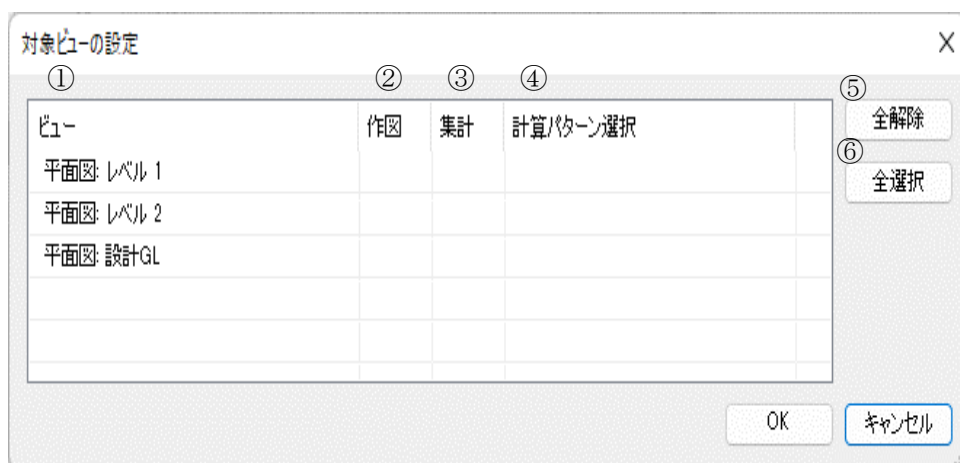 対象ビューの設定
① ② ③ ④ ⑤
ビュー 作図 集計 計算パターン選択 全解除
⑥
平面図: レベル 1 全選択
平面図: レベル 2
平面図: 設計GL
OK キャンセル